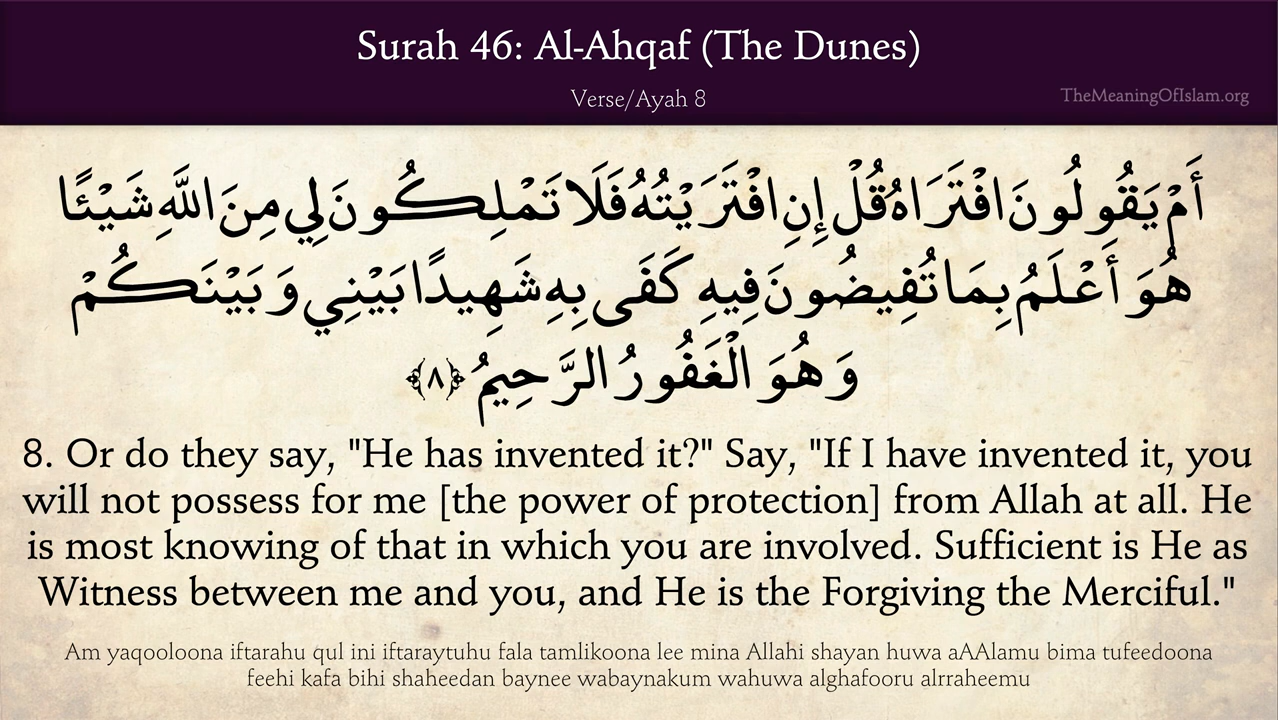 Surah 46: Al-Ahqaf (The Dunes)
Verse/Ayah 8
TheMeaningOfIslam.org
أَمْ يَقُولُونَ افْتَرَاهُ قُلْ إِنِ افْتَرَيْتُهُ فَلَا تَمْلِكُونَ لِي مِنَ اللَّهِ شَيْئًا
هُوَ أَعْلَمُ بِمَا تُفِيضُونَ فِيهِ كَفَى بِهِ شَهِيدًا بَيْنِي وَبَيْنَكُمْ
وَهُوَ الْغَفُورُ الرَّحِيمُ ﴿٨﴾
8. Or do they say, "He has invented it?" Say, "If I have invented it, you
will not possess for me [the power of protection] from Allah at all. He
is most knowing of that in which you are involved. Sufficient is He as
Witness between me and you, and He is the Forgiving the Merciful."
Am yaqooloona iftarahu qul ini iftaraytuhu fala tamlikoona lee mina Allahi shayan huwa aAAlamu bima tufeedoona
feehi kafa bihi shaheedan baynee wabaynakum wahuwa alghafooru alrraheemu